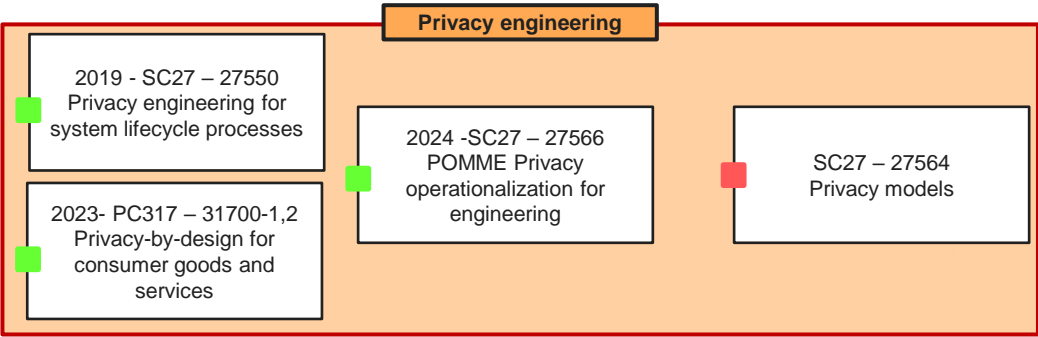 Privacy engineering
2019 - SC27 – 27550
Privacy engineering for
system lifecycle processes
2023- PC317 – 31700-1,2
Privacy-by-design for
consumer goods and
services
2024 -SC27 – 27566
POMME Privacy
operationalization for
engineering
SC27 – 27564
Privacy models